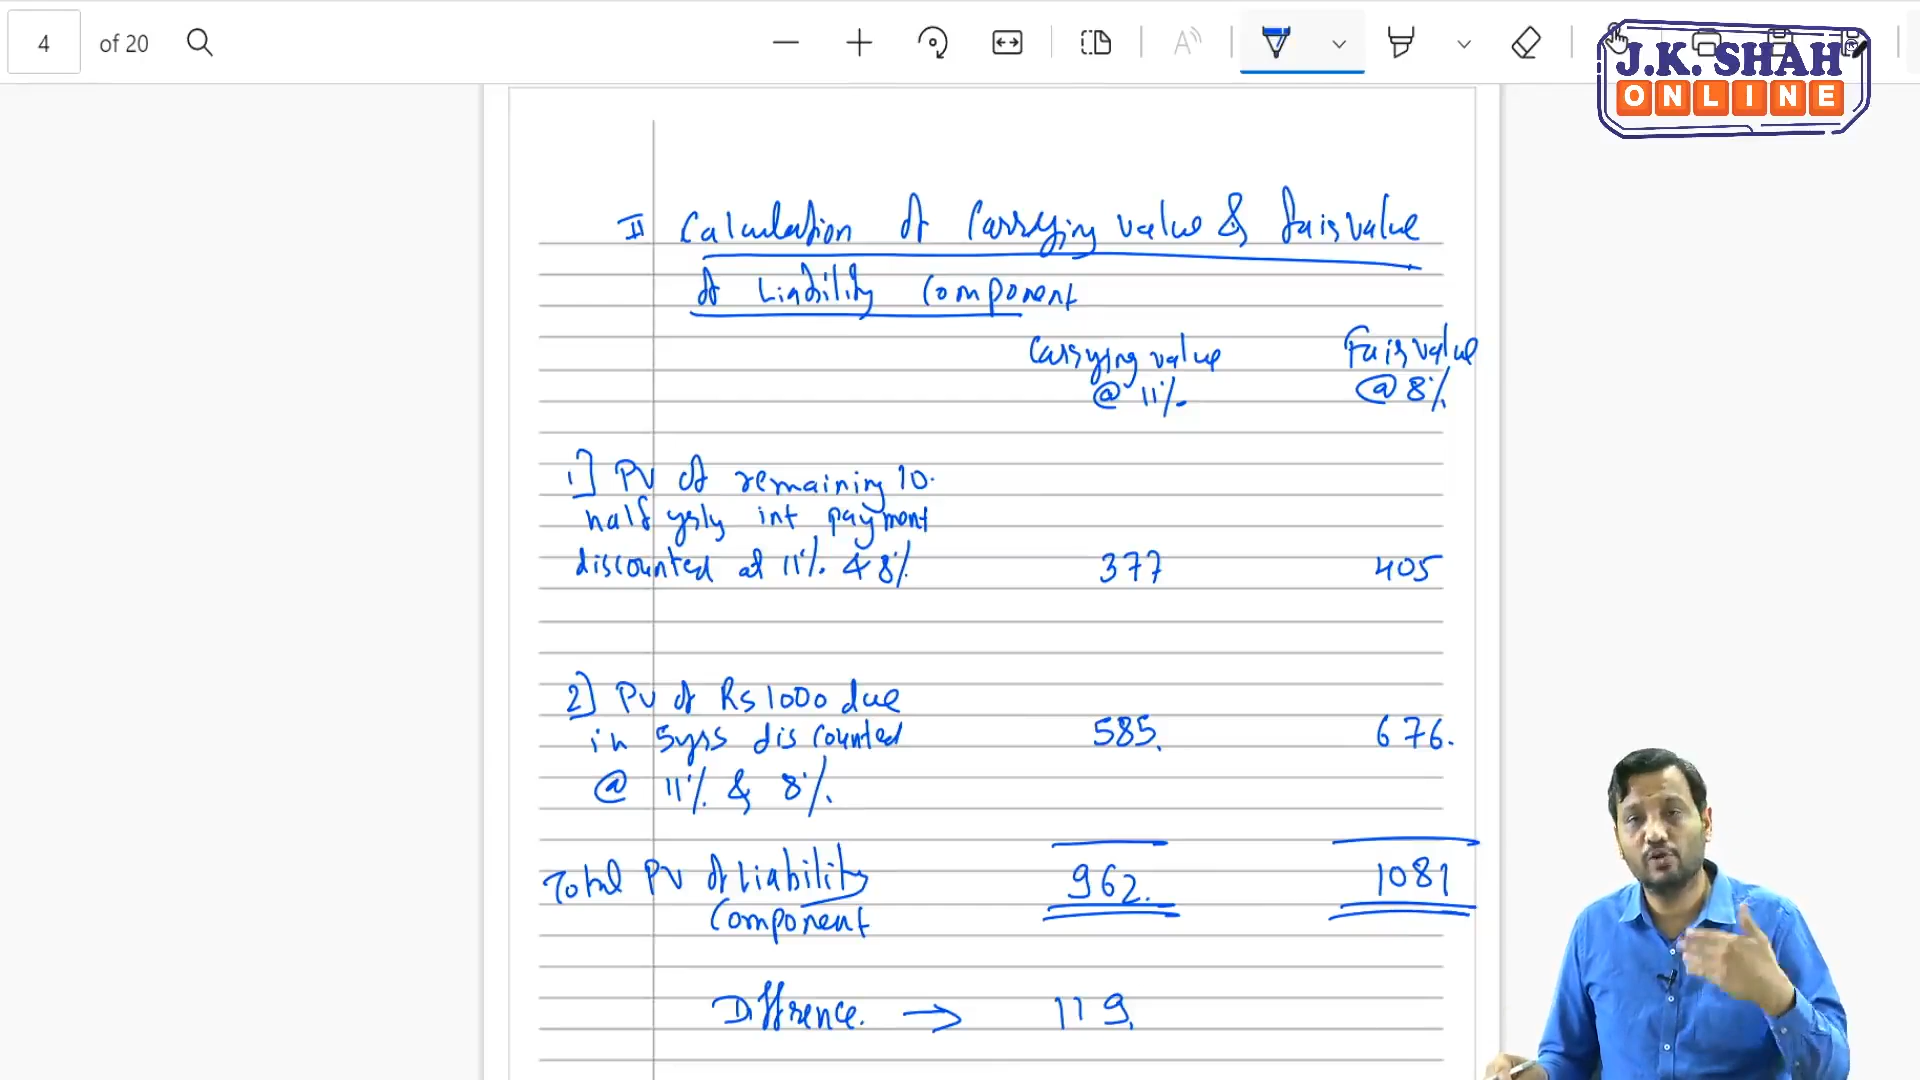 4 of 20
J.K. SHAH
ONLINE
II Calculation of Carrying value & fair value
of Liability Component
Carrying value @ 11%
Fair value @ 8%
1] PV of remaining 10
half yrly int payment
discounted at 11% & 8% 377 405
2] PV of Rs 1000 due
in 5yrs discounted 585 676
@ 11% & 8%
Total PV of Liability 962 1081
Component
Diffrence → 119